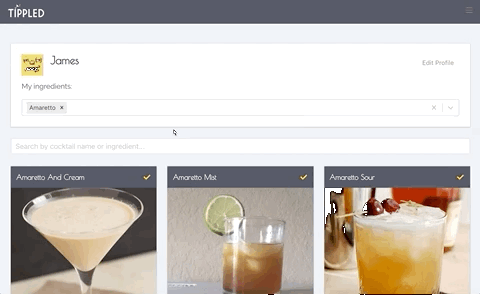 TIPPLED
James
Edit Profile
My ingredients.
Amaretto ×
Search by cocktail name or ingredient...
Amaretto And Cream
Amaretto Mist
Amaretto Sour